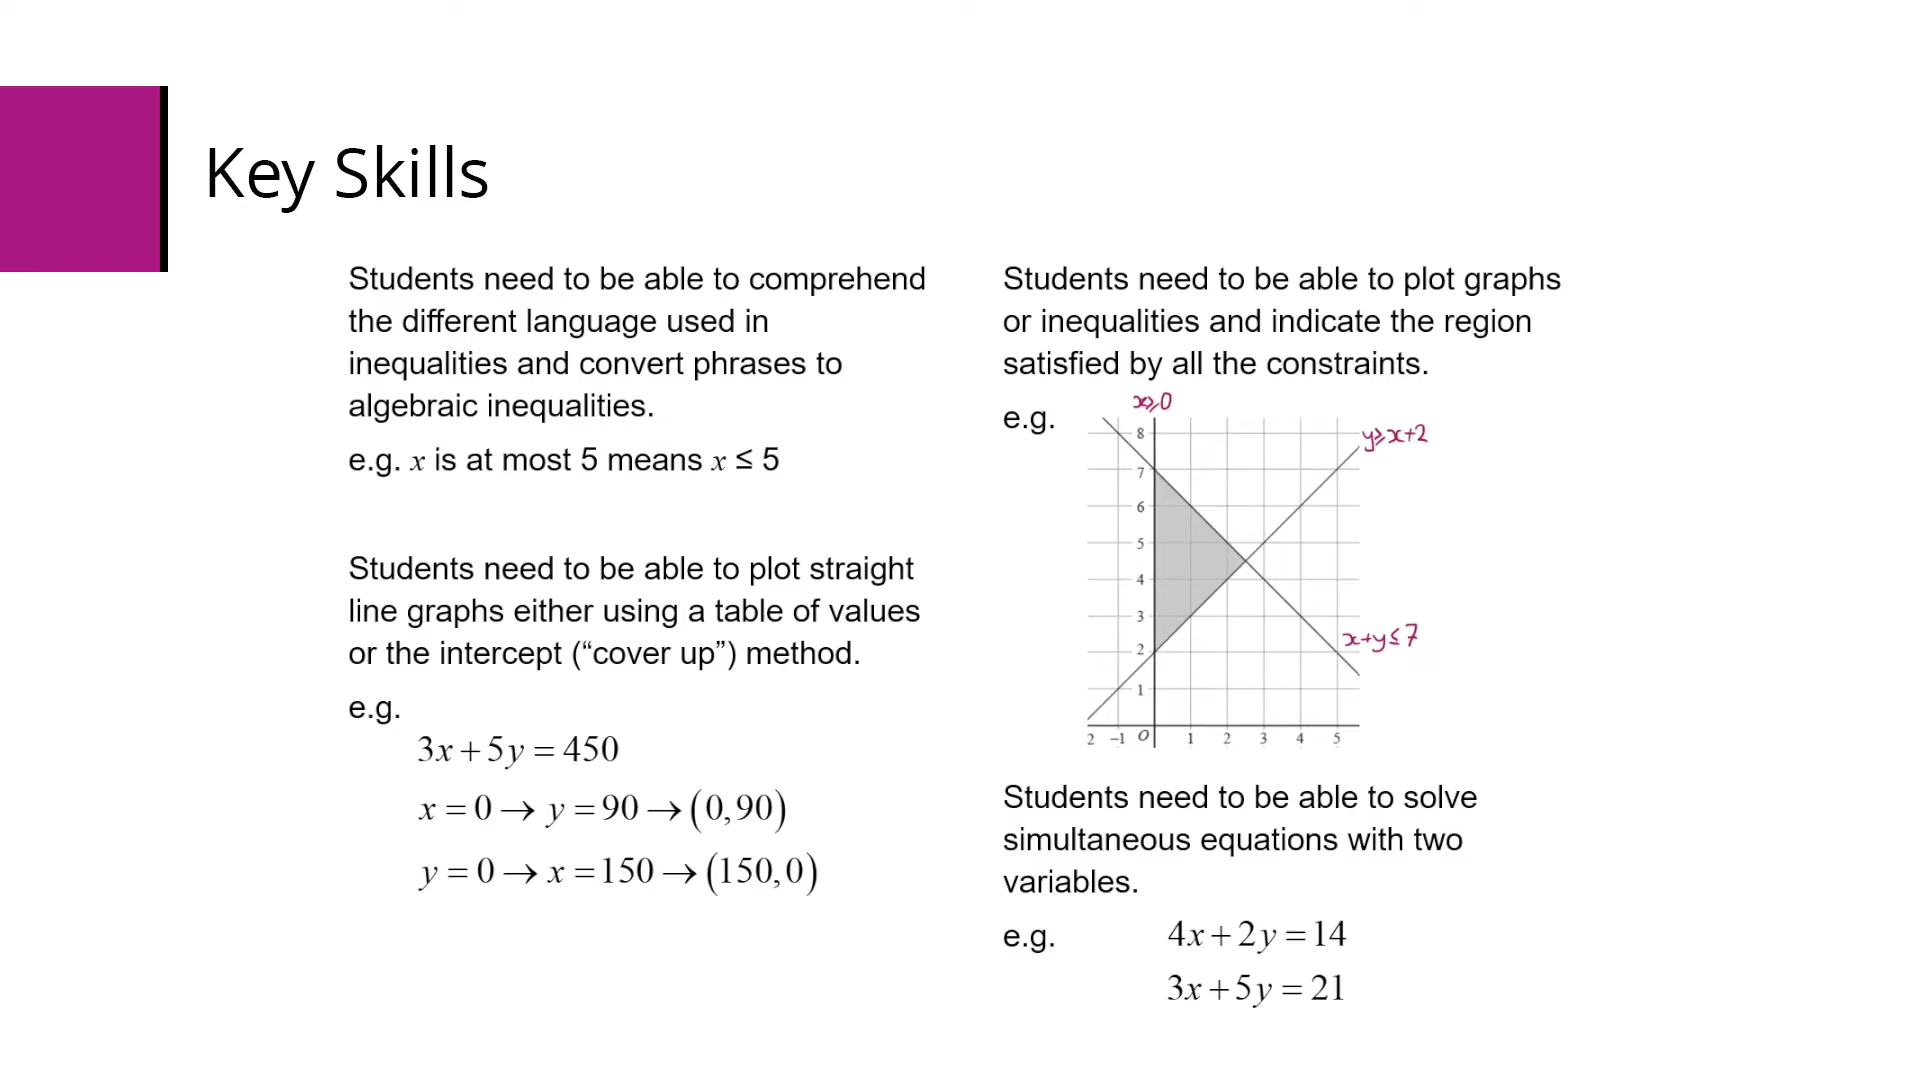 Key Skills
Students need to be able to comprehend
the different language used in
inequalities and convert phrases to
algebraic inequalities.
e.g. x is at most 5 means x ≤ 5
Students need to be able to plot straight
line graphs either using a table of values
or the intercept (“cover up”) method.
e.g.
3x + 5y = 450
x = 0 → y = 90 → (0, 90)
y = 0 → x = 150 → (150, 0)
Students need to be able to plot graphs
or inequalities and indicate the region
satisfied by all the constraints.
e.g.
x⩾0
y⩾x+2
x+y≤7
8
7
6
5
4
3
2
1
2 −1 O 1 2 3 4 5
Students need to be able to solve
simultaneous equations with two
variables.
e.g. 4x + 2y = 14
3x + 5y = 21